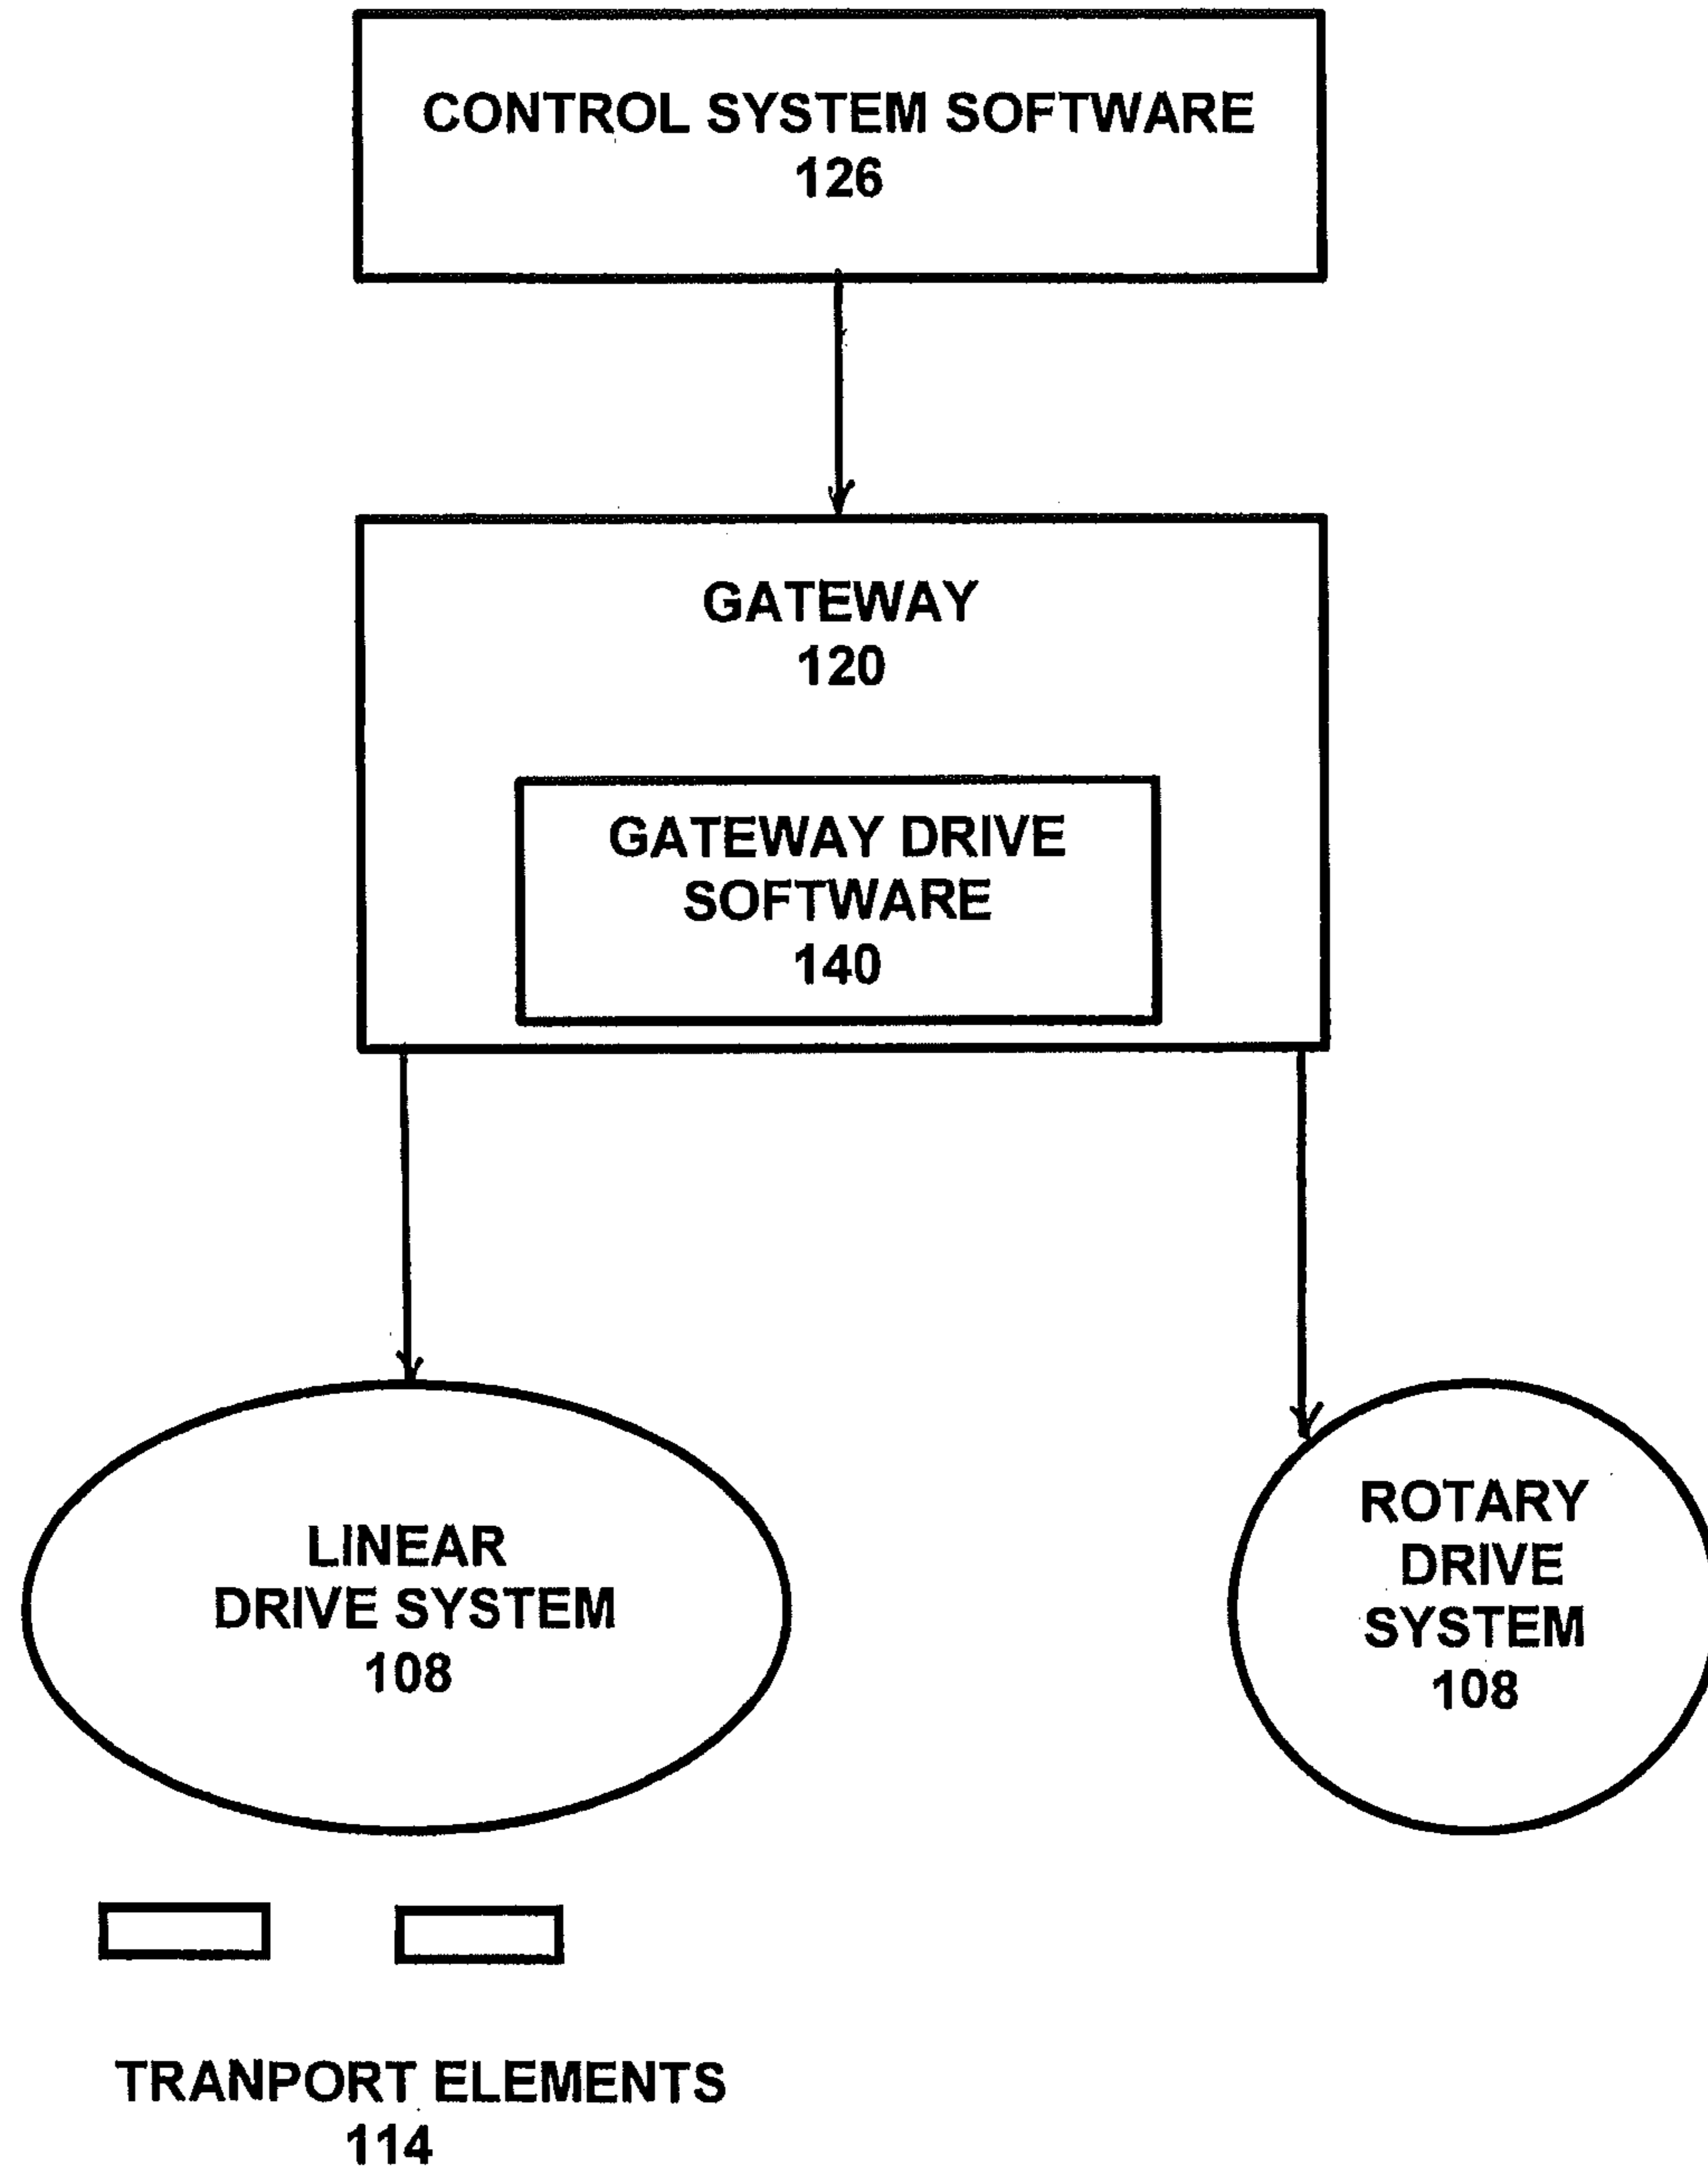 CONTROL SYSTEM SOFTWARE
126
GATEWAY
120
GATEWAY DRIVE
SOFTWARE
140
LINEAR
DRIVE SYSTEM
108
ROTARY
DRIVE
SYSTEM
108
TRANPORT ELEMENTS
114